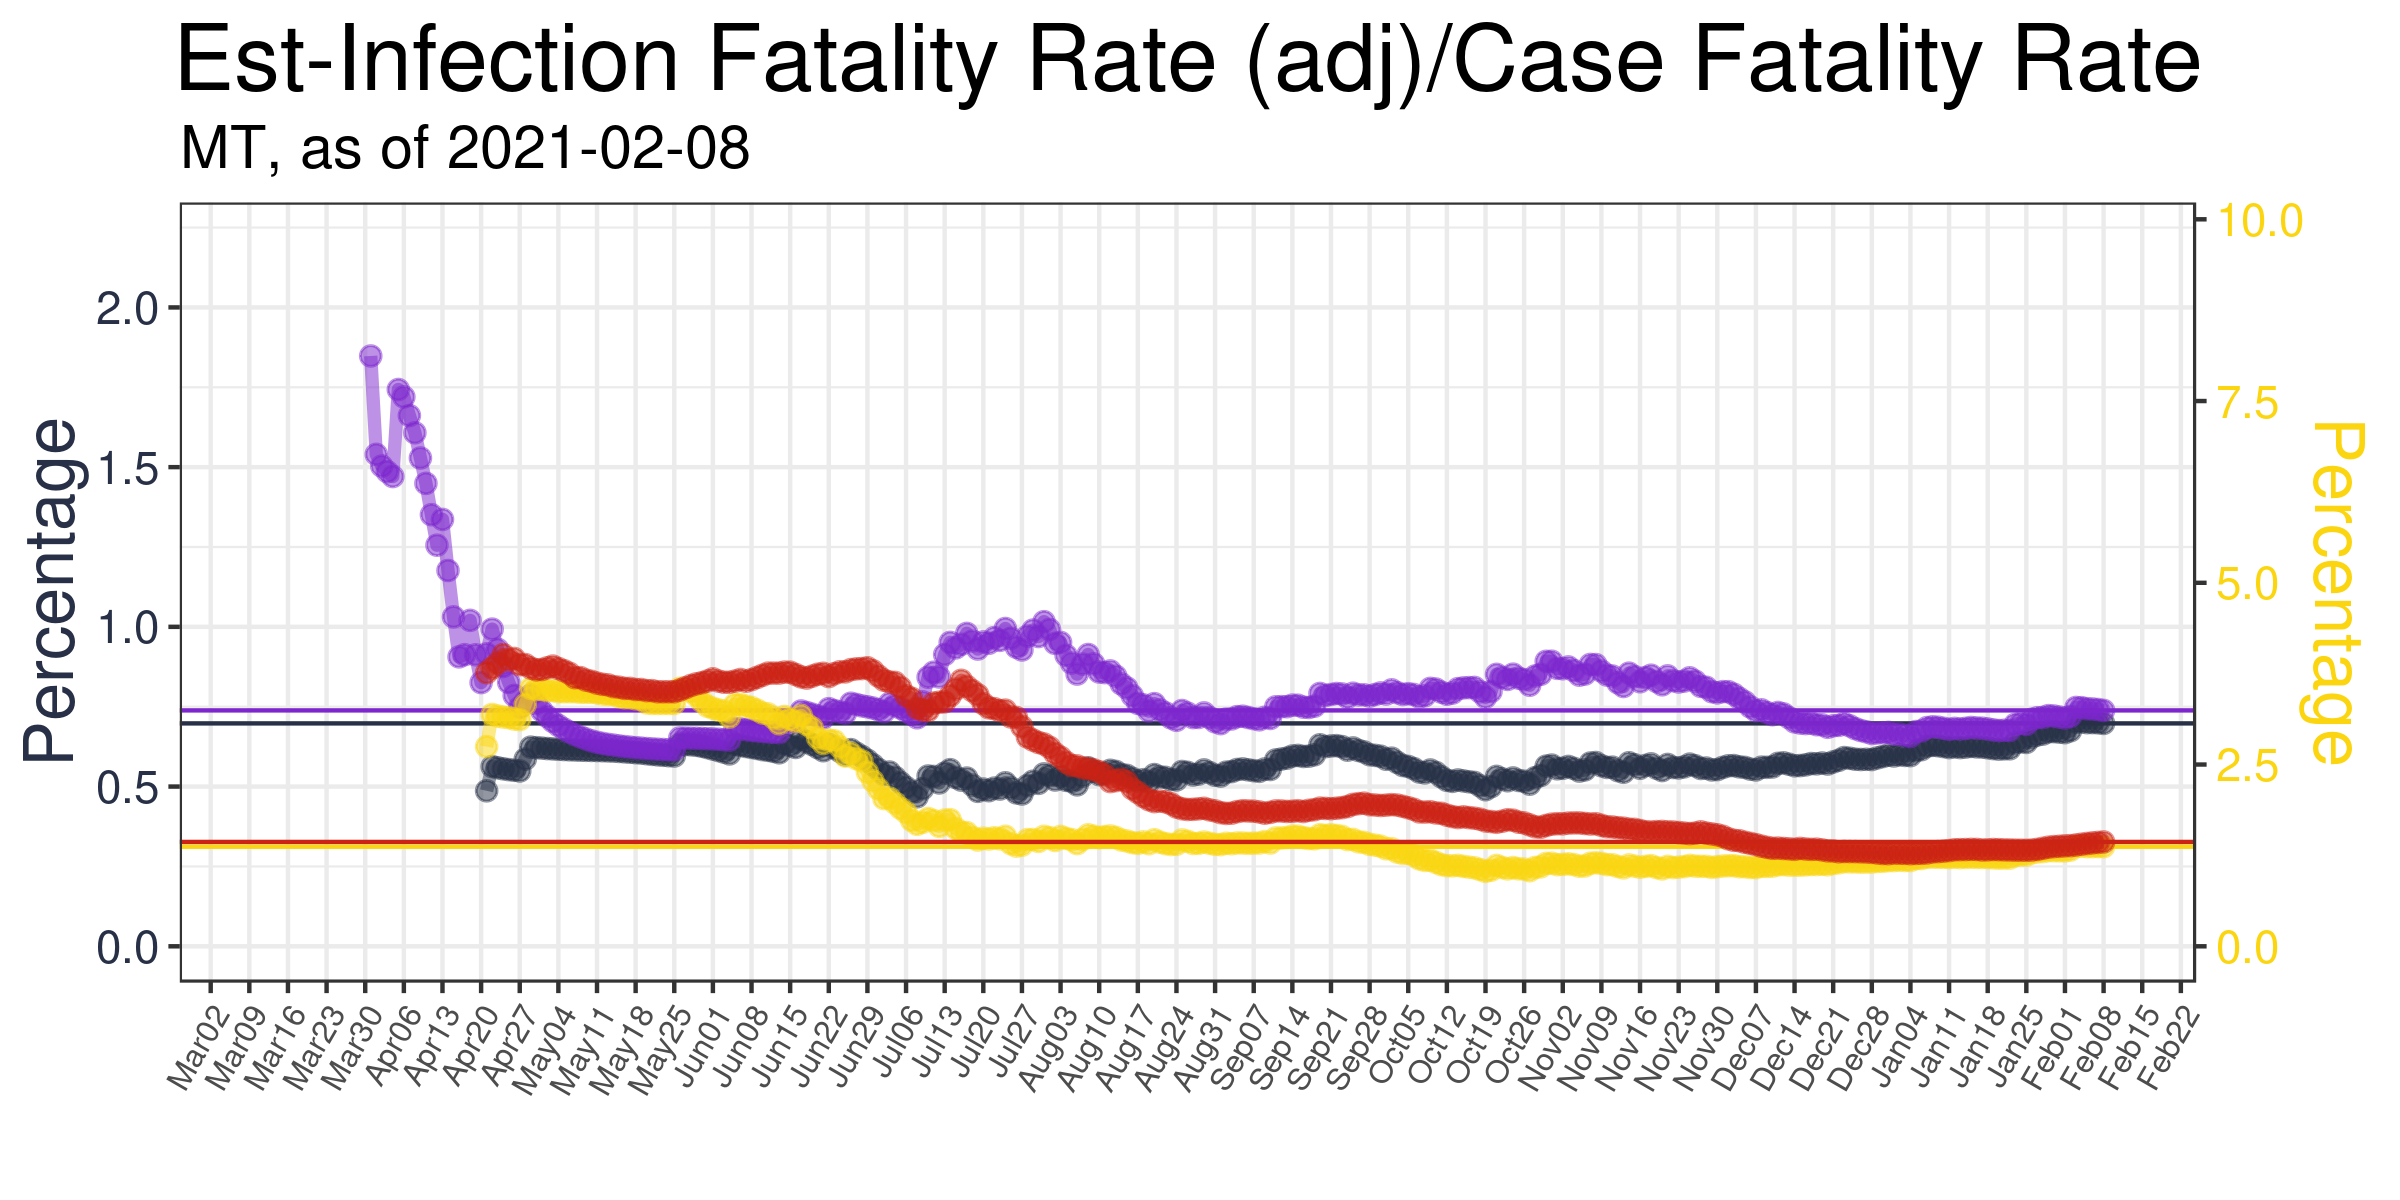 Est-Infection Fatality Rate (adj)/Case Fatality Rate
MT, as of 2021-02-08
Percentage
2.0
1.5
1.0
0.5
0.0
10.0
7.5
5.0
2.5
0.0
Percentage
Mar02
Mar09
Mar16
Mar23
Mar30
Apr06
Apr13
Apr20
Apr27
May04
May11
May18
May25
Jun01
Jun08
Jun15
Jun22
Jun29
Jul06
Jul13
Jul20
Jul27
Aug03
Aug10
Aug17
Aug24
Aug31
Sep07
Sep14
Sep21
Sep28
Oct05
Oct12
Oct19
Oct26
Nov02
Nov09
Nov16
Nov23
Nov30
Dec07
Dec14
Dec21
Dec28
Jan04
Jan11
Jan18
Jan25
Feb01
Feb08
Feb15
Feb22